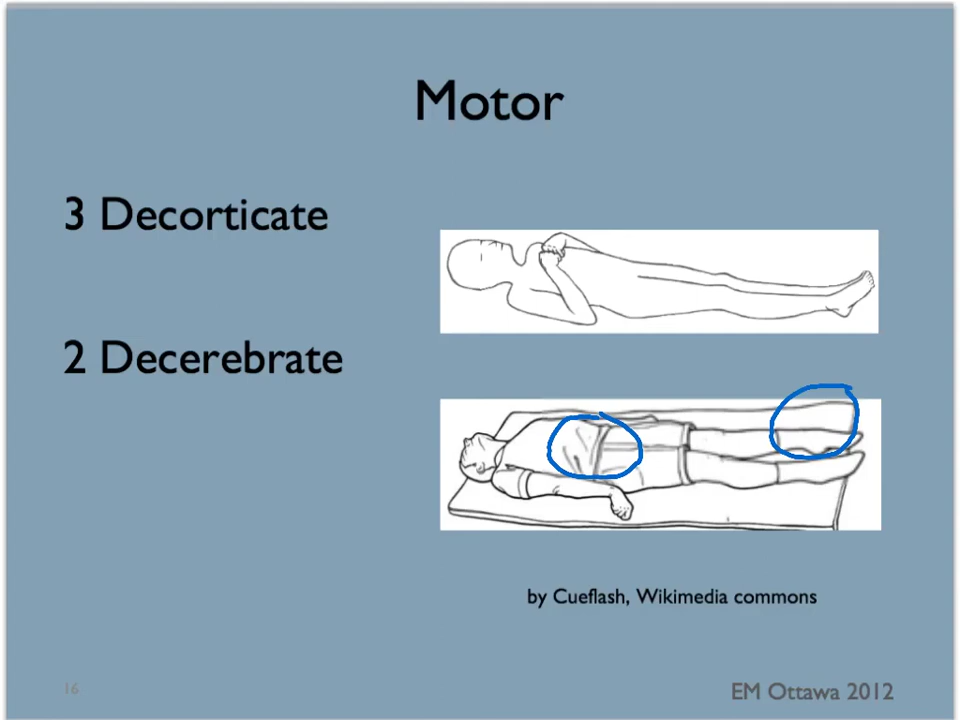 Motor
3 Decorticate
2 Decerebrate
by Cueflash, Wikimedia commons
16
EM Ottawa 2012